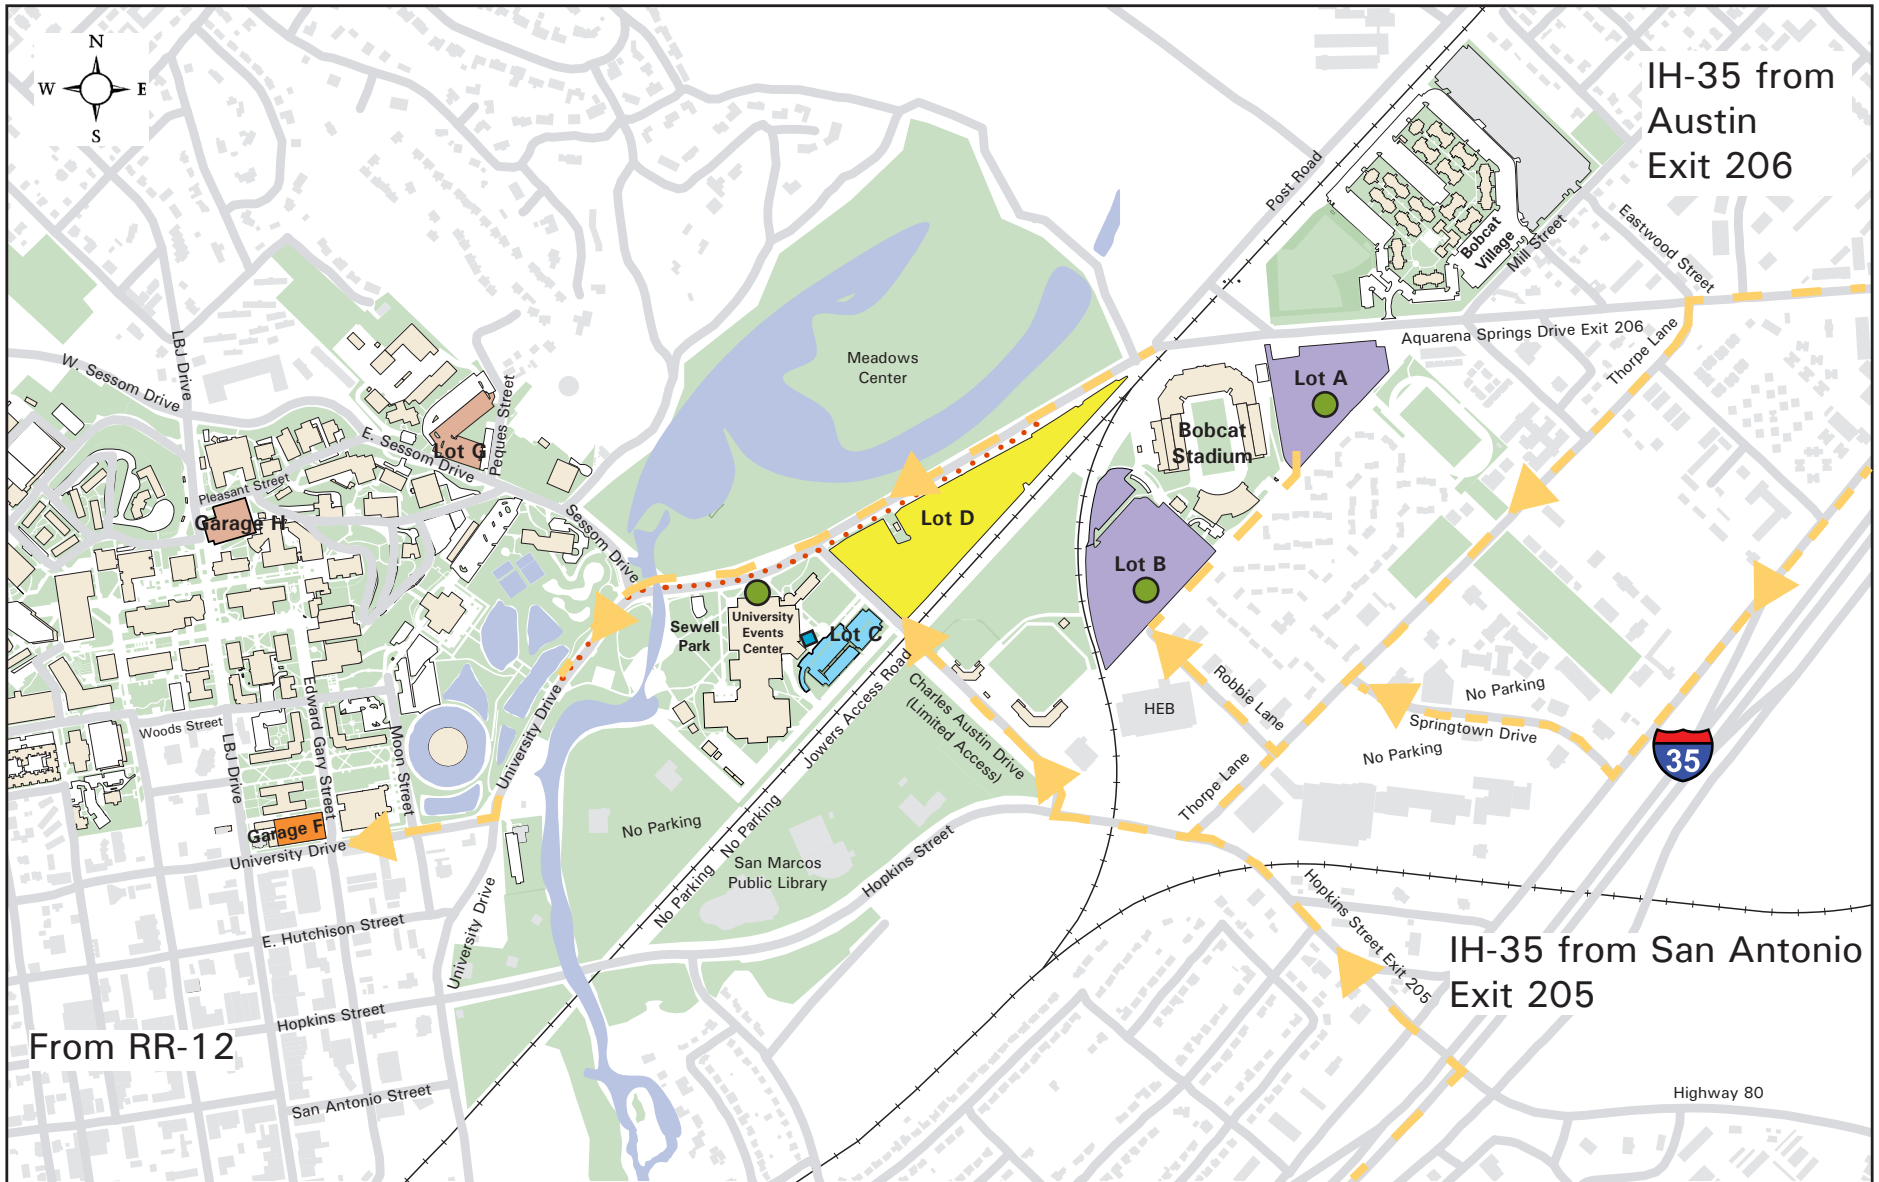 N
W
E
S
IH-35 from
Austin
Exit 206
Post Road
Bobcat
Village
Mill Street
Eastwood Street
Aquarena Springs Drive Exit 206
Thorpe Lane
LBJ Drive
W. Sessom Drive
Meadows
Center
Lot A
Bobcat
Stadium
Peques Street
E. Sessom Drive
Lot G
Pleasant Street
Garage H
Sessom Drive
Lot D
Lot B
University
Events
Center
Sewell
Park
Lot C
Jowers Access Road
Charles Austin Drive
(Limited Access)
HEB
Robbie Lane
No Parking
Springtown Drive
No Parking
35
Thorpe Lane
Woods Street
LBJ Drive
Edward Gary Street
Moon Street
University Drive
Garage F
University Drive
No Parking
No Parking
No Parking
San Marcos
Public Library
Hopkins Street
Hopkins Street Exit 205
IH-35 from San Antonio
Exit 205
E. Hutchison Street
University Drive
Hopkins Street
From RR-12
San Antonio Street
Highway 80